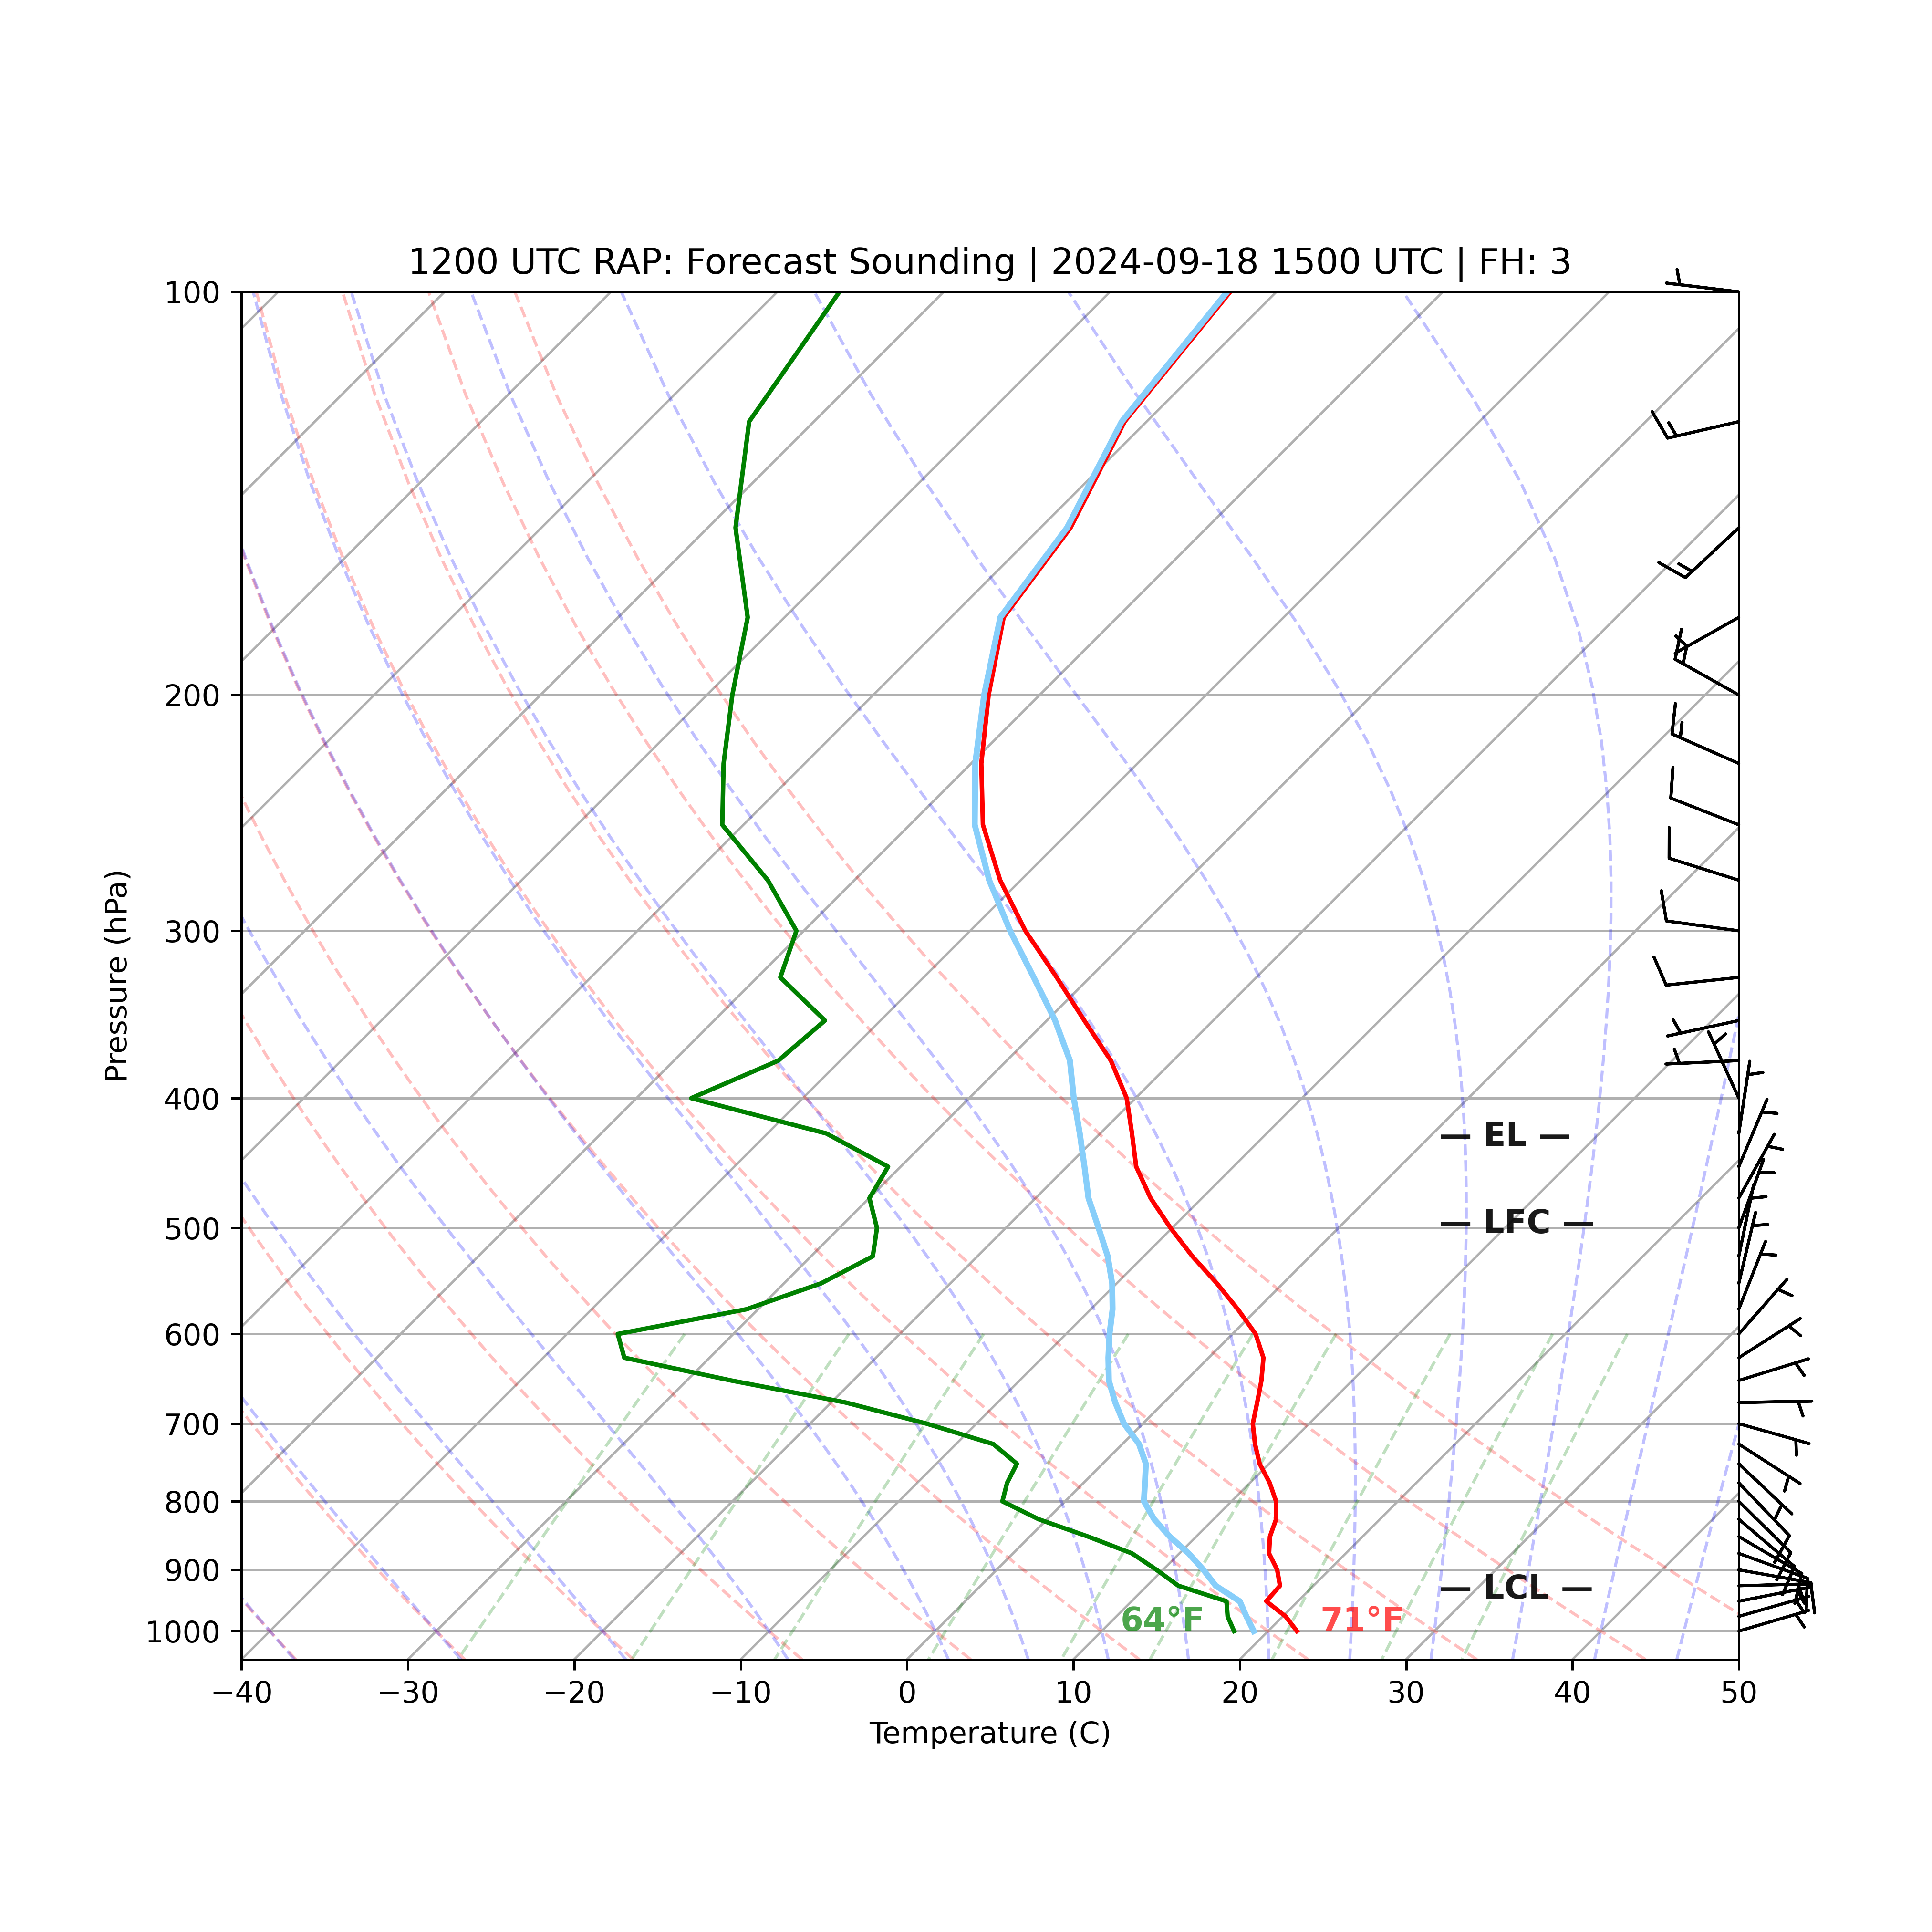 1200 UTC RAP: Forecast Sounding | 2024-09-18 1500 UTC | FH: 3
100
200
300
400
500
600
700
800
900
1000
Pressure (hPa)
— EL —
— LFC —
— LCL —
64°F
71°F
−40 −30 −20 −10 0 10 20 30 40 50
Temperature (C)